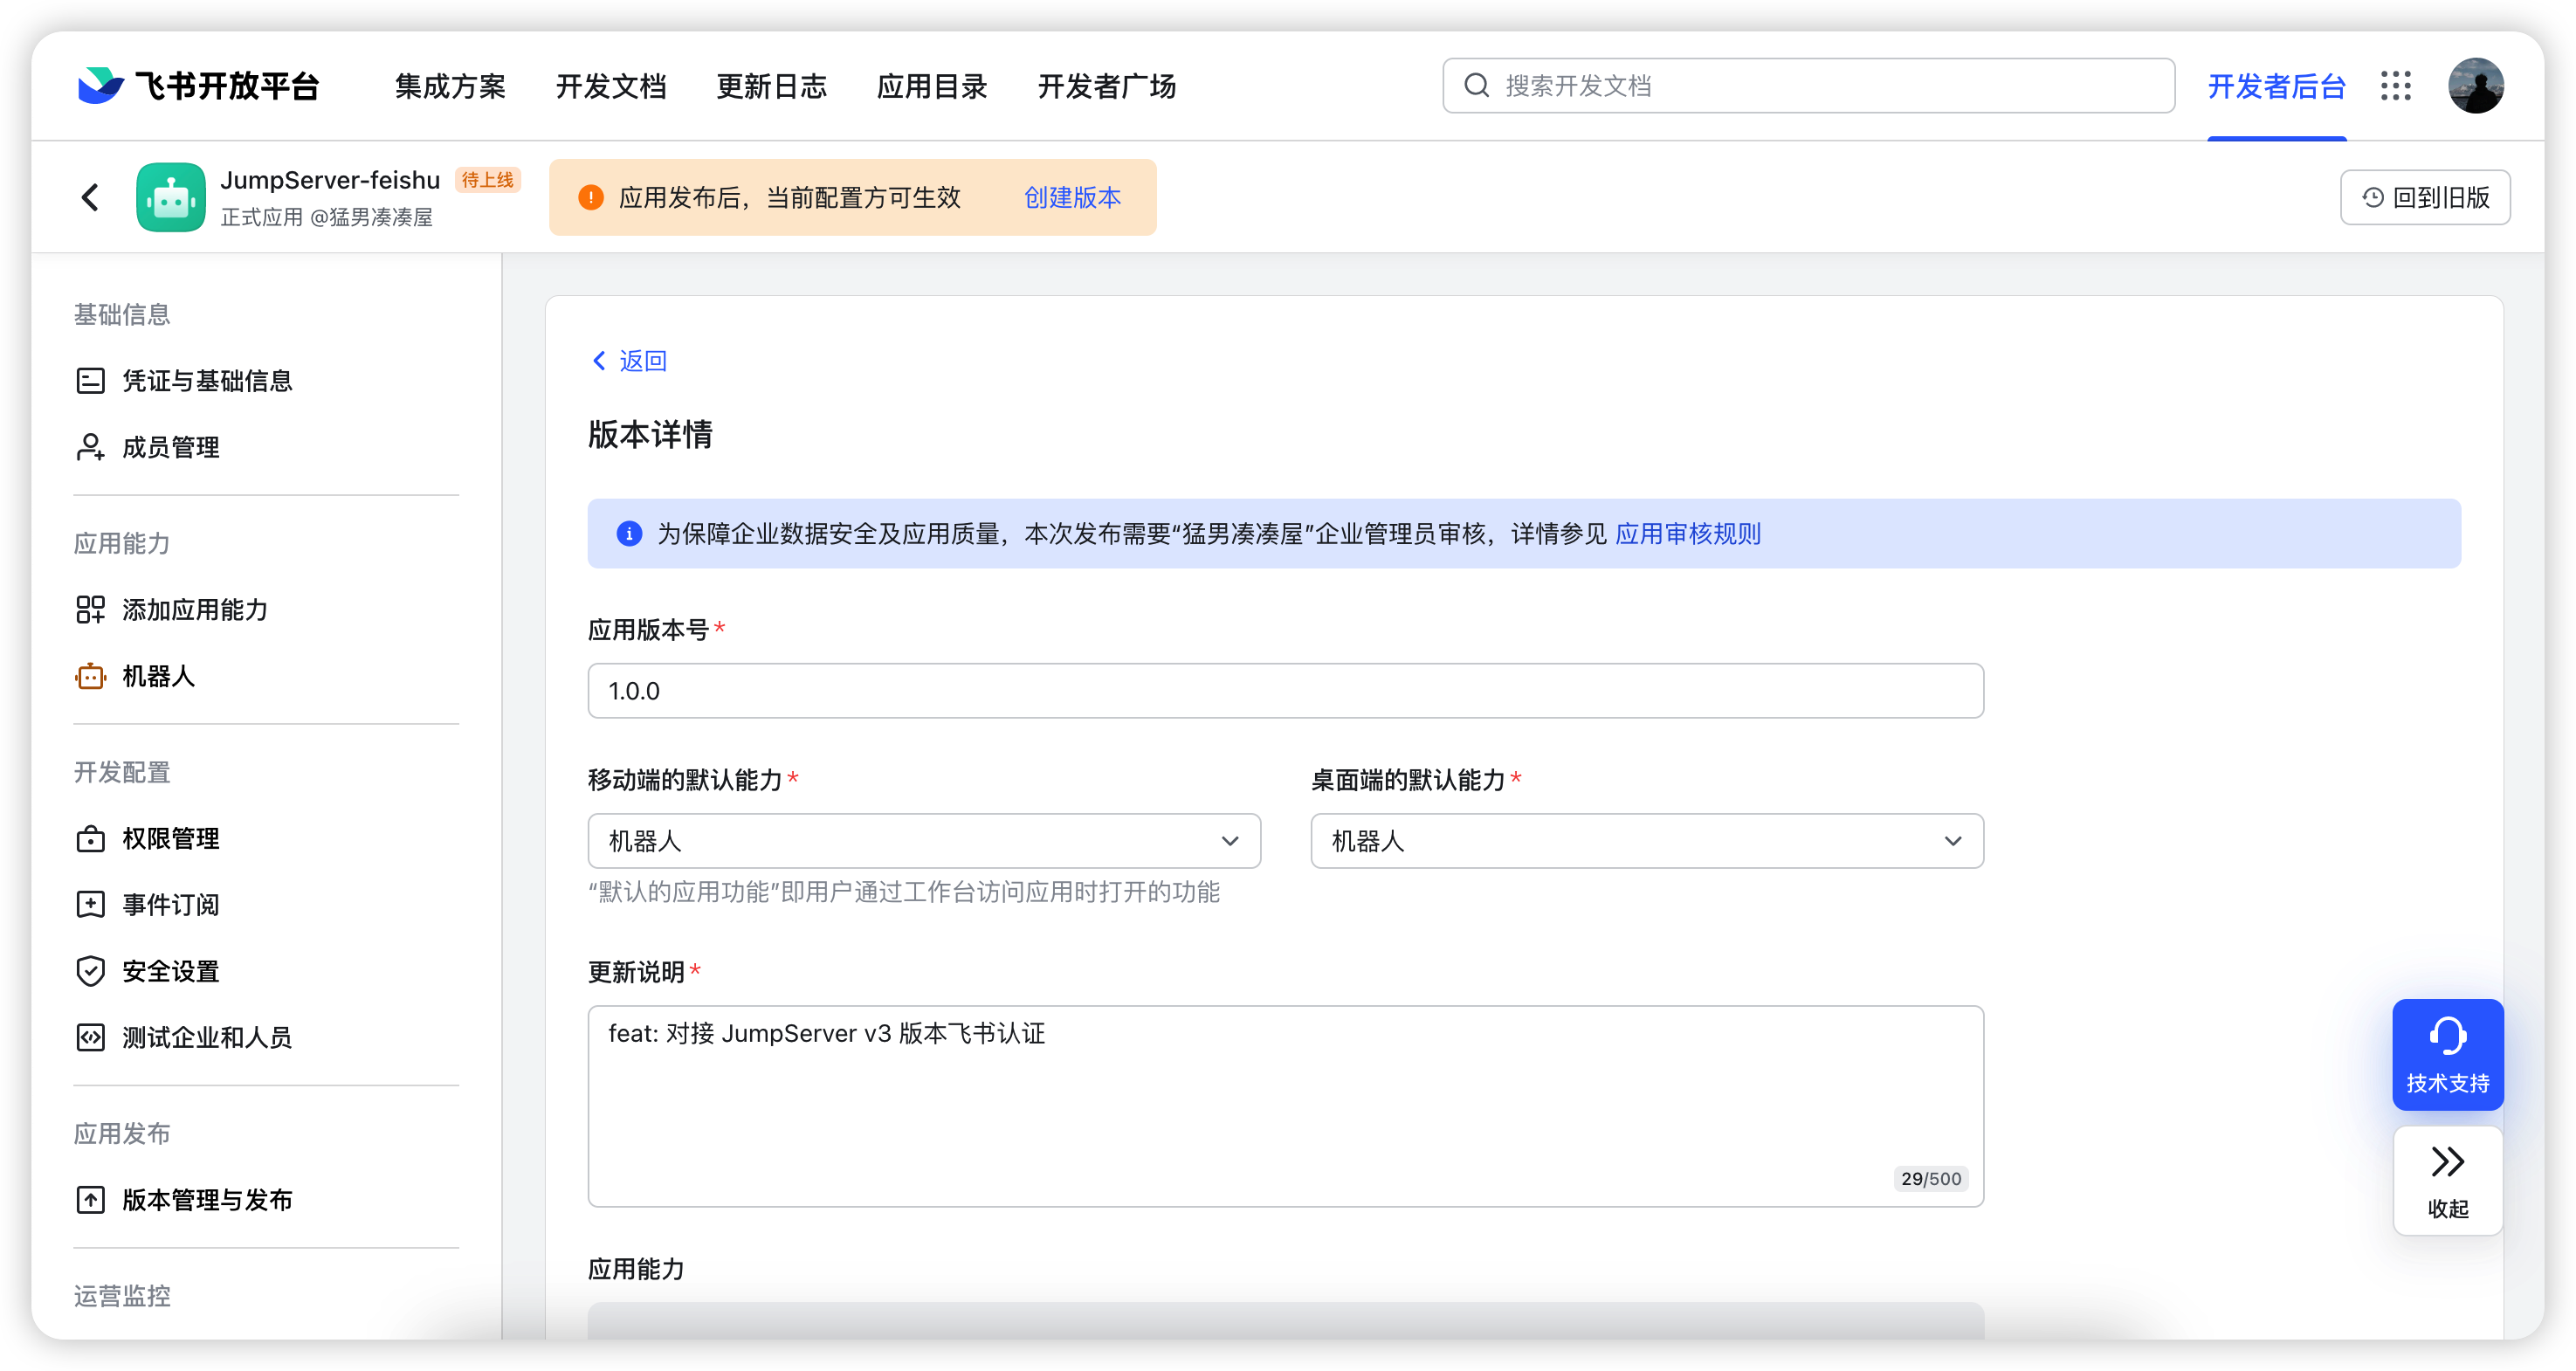 飞书开放平台
集成方案
开发文档
更新日志
应用目录
开发者广场
搜索开发文档
开发者后台
JumpServer-feishu
待上线
正式应用 @猛男凑凑屋
应用发布后，当前配置方可生效
创建版本
回到旧版
基础信息
凭证与基础信息
成员管理
应用能力
添加应用能力
机器人
开发配置
权限管理
事件订阅
安全设置
测试企业和人员
应用发布
版本管理与发布
运营监控
返回
版本详情
为保障企业数据安全及应用质量，本次发布需要“猛男凑凑屋”企业管理员审核，详情参见 应用审核规则
应用版本号*
1.0.0
移动端的默认能力*
桌面端的默认能力*
机器人
机器人
“默认的应用功能”即用户通过工作台访问应用时打开的功能
更新说明*
feat: 对接 JumpServer v3 版本飞书认证
29/500
应用能力
技术支持
收起